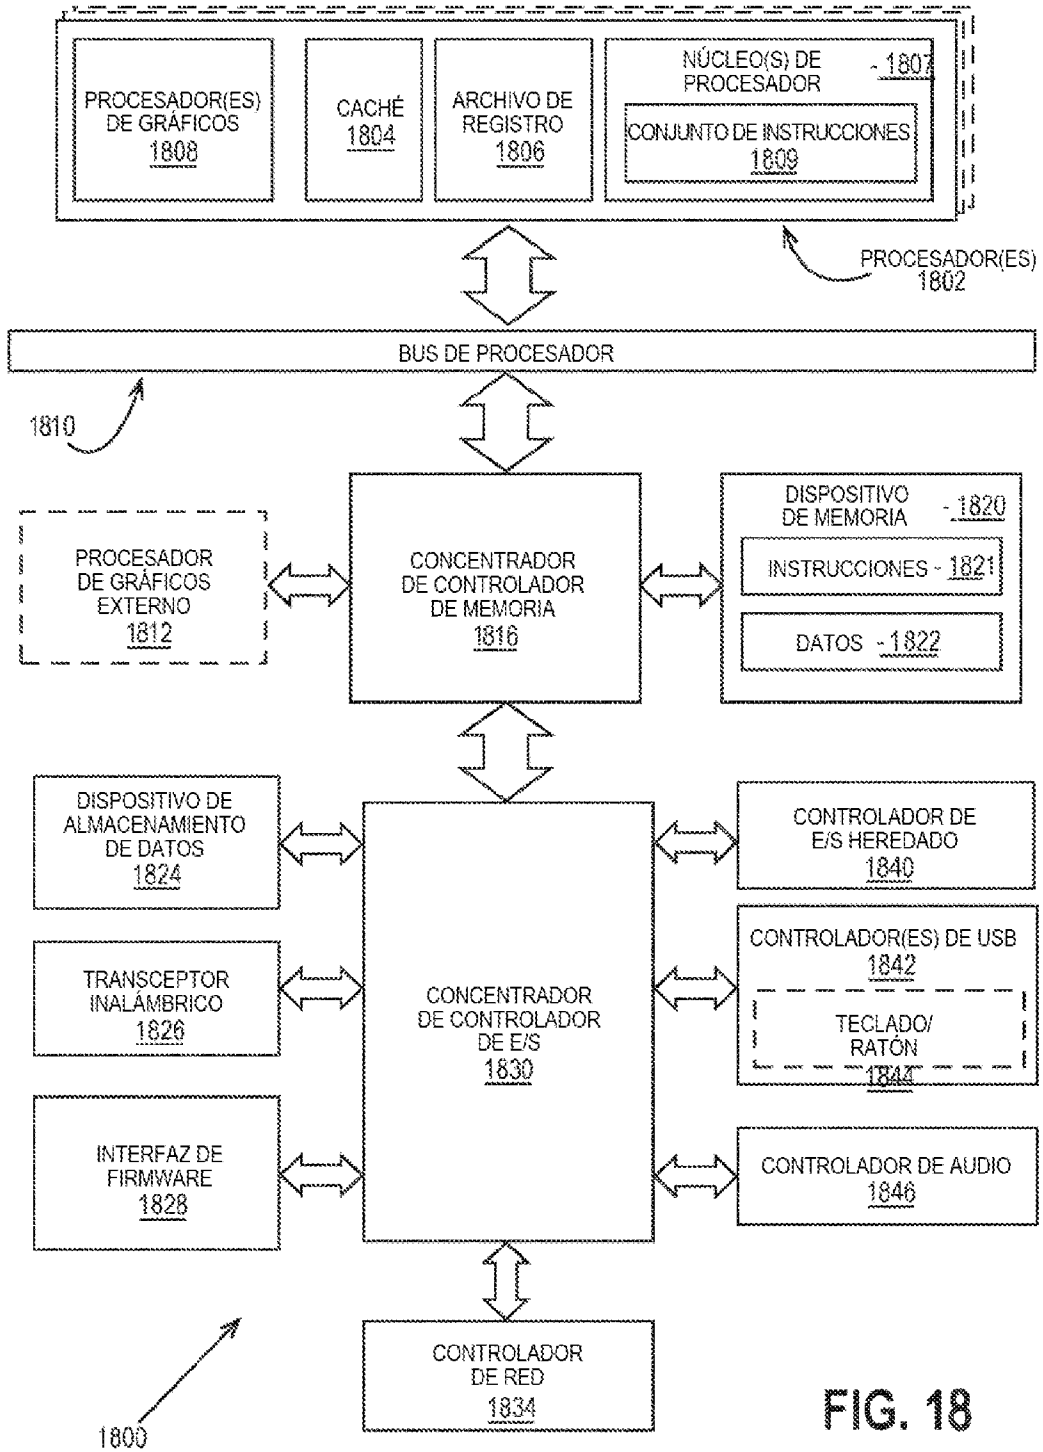 PROCESADOR(ES)
DE GRÁFICOS
1808
CACHÉ
1804
ARCHIVO DE
REGISTRO
1806
NÚCLEO(S) DE
PROCESADOR
1807
CONJUNTO DE INSTRUCCIONES
1809
PROCESADOR(ES)
1802
BUS DE PROCESADOR
1810
PROCESADOR
DE GRÁFICOS
EXTERNO
1812
CONCENTRADOR
DE CONTROLADOR
DE MEMORIA
1816
DISPOSITIVO
DE MEMORIA
1820
INSTRUCCIONES - 1821
DATOS - 1822
DISPOSITIVO DE
ALMACENAMIENTO
DE DATOS
1824
TRANSCEPTOR
INALÁMBRICO
1826
INTERFAZ DE
FIRMWARE
1828
CONCENTRADOR
DE CONTROLADOR
DE E/S
1830
CONTROLADOR DE
E/S HEREDADO
1840
CONTROLADOR(ES) DE USB
1842
TECLADO/
RATÓN
1844
CONTROLADOR DE AUDIO
1846
CONTROLADOR
DE RED
1834
1800
FIG. 18